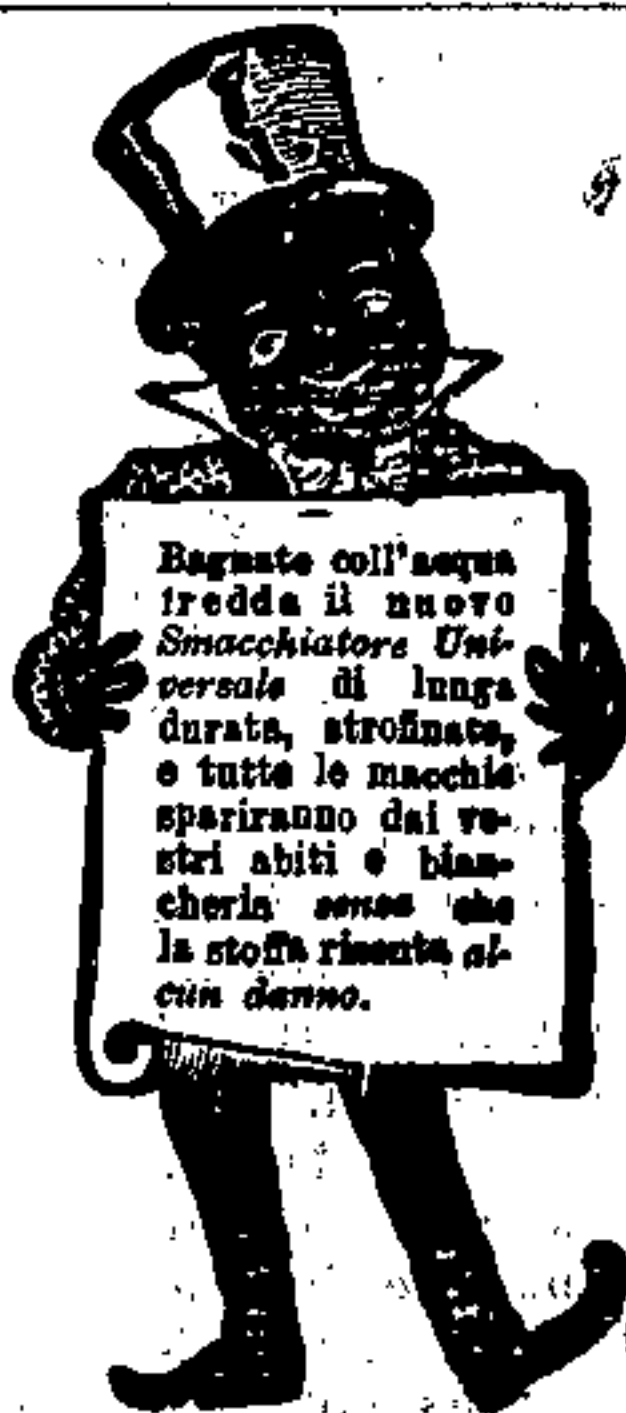 Bagnate coll'acqua
fredda il nuovo
Smacchiatore Uni-
versale di lunga
durata, strofinate,
e tutte le macchie
spariranno dai vo-
stri abiti e bian-
cheria senza che
la stoffa risenta al-
cun danno.